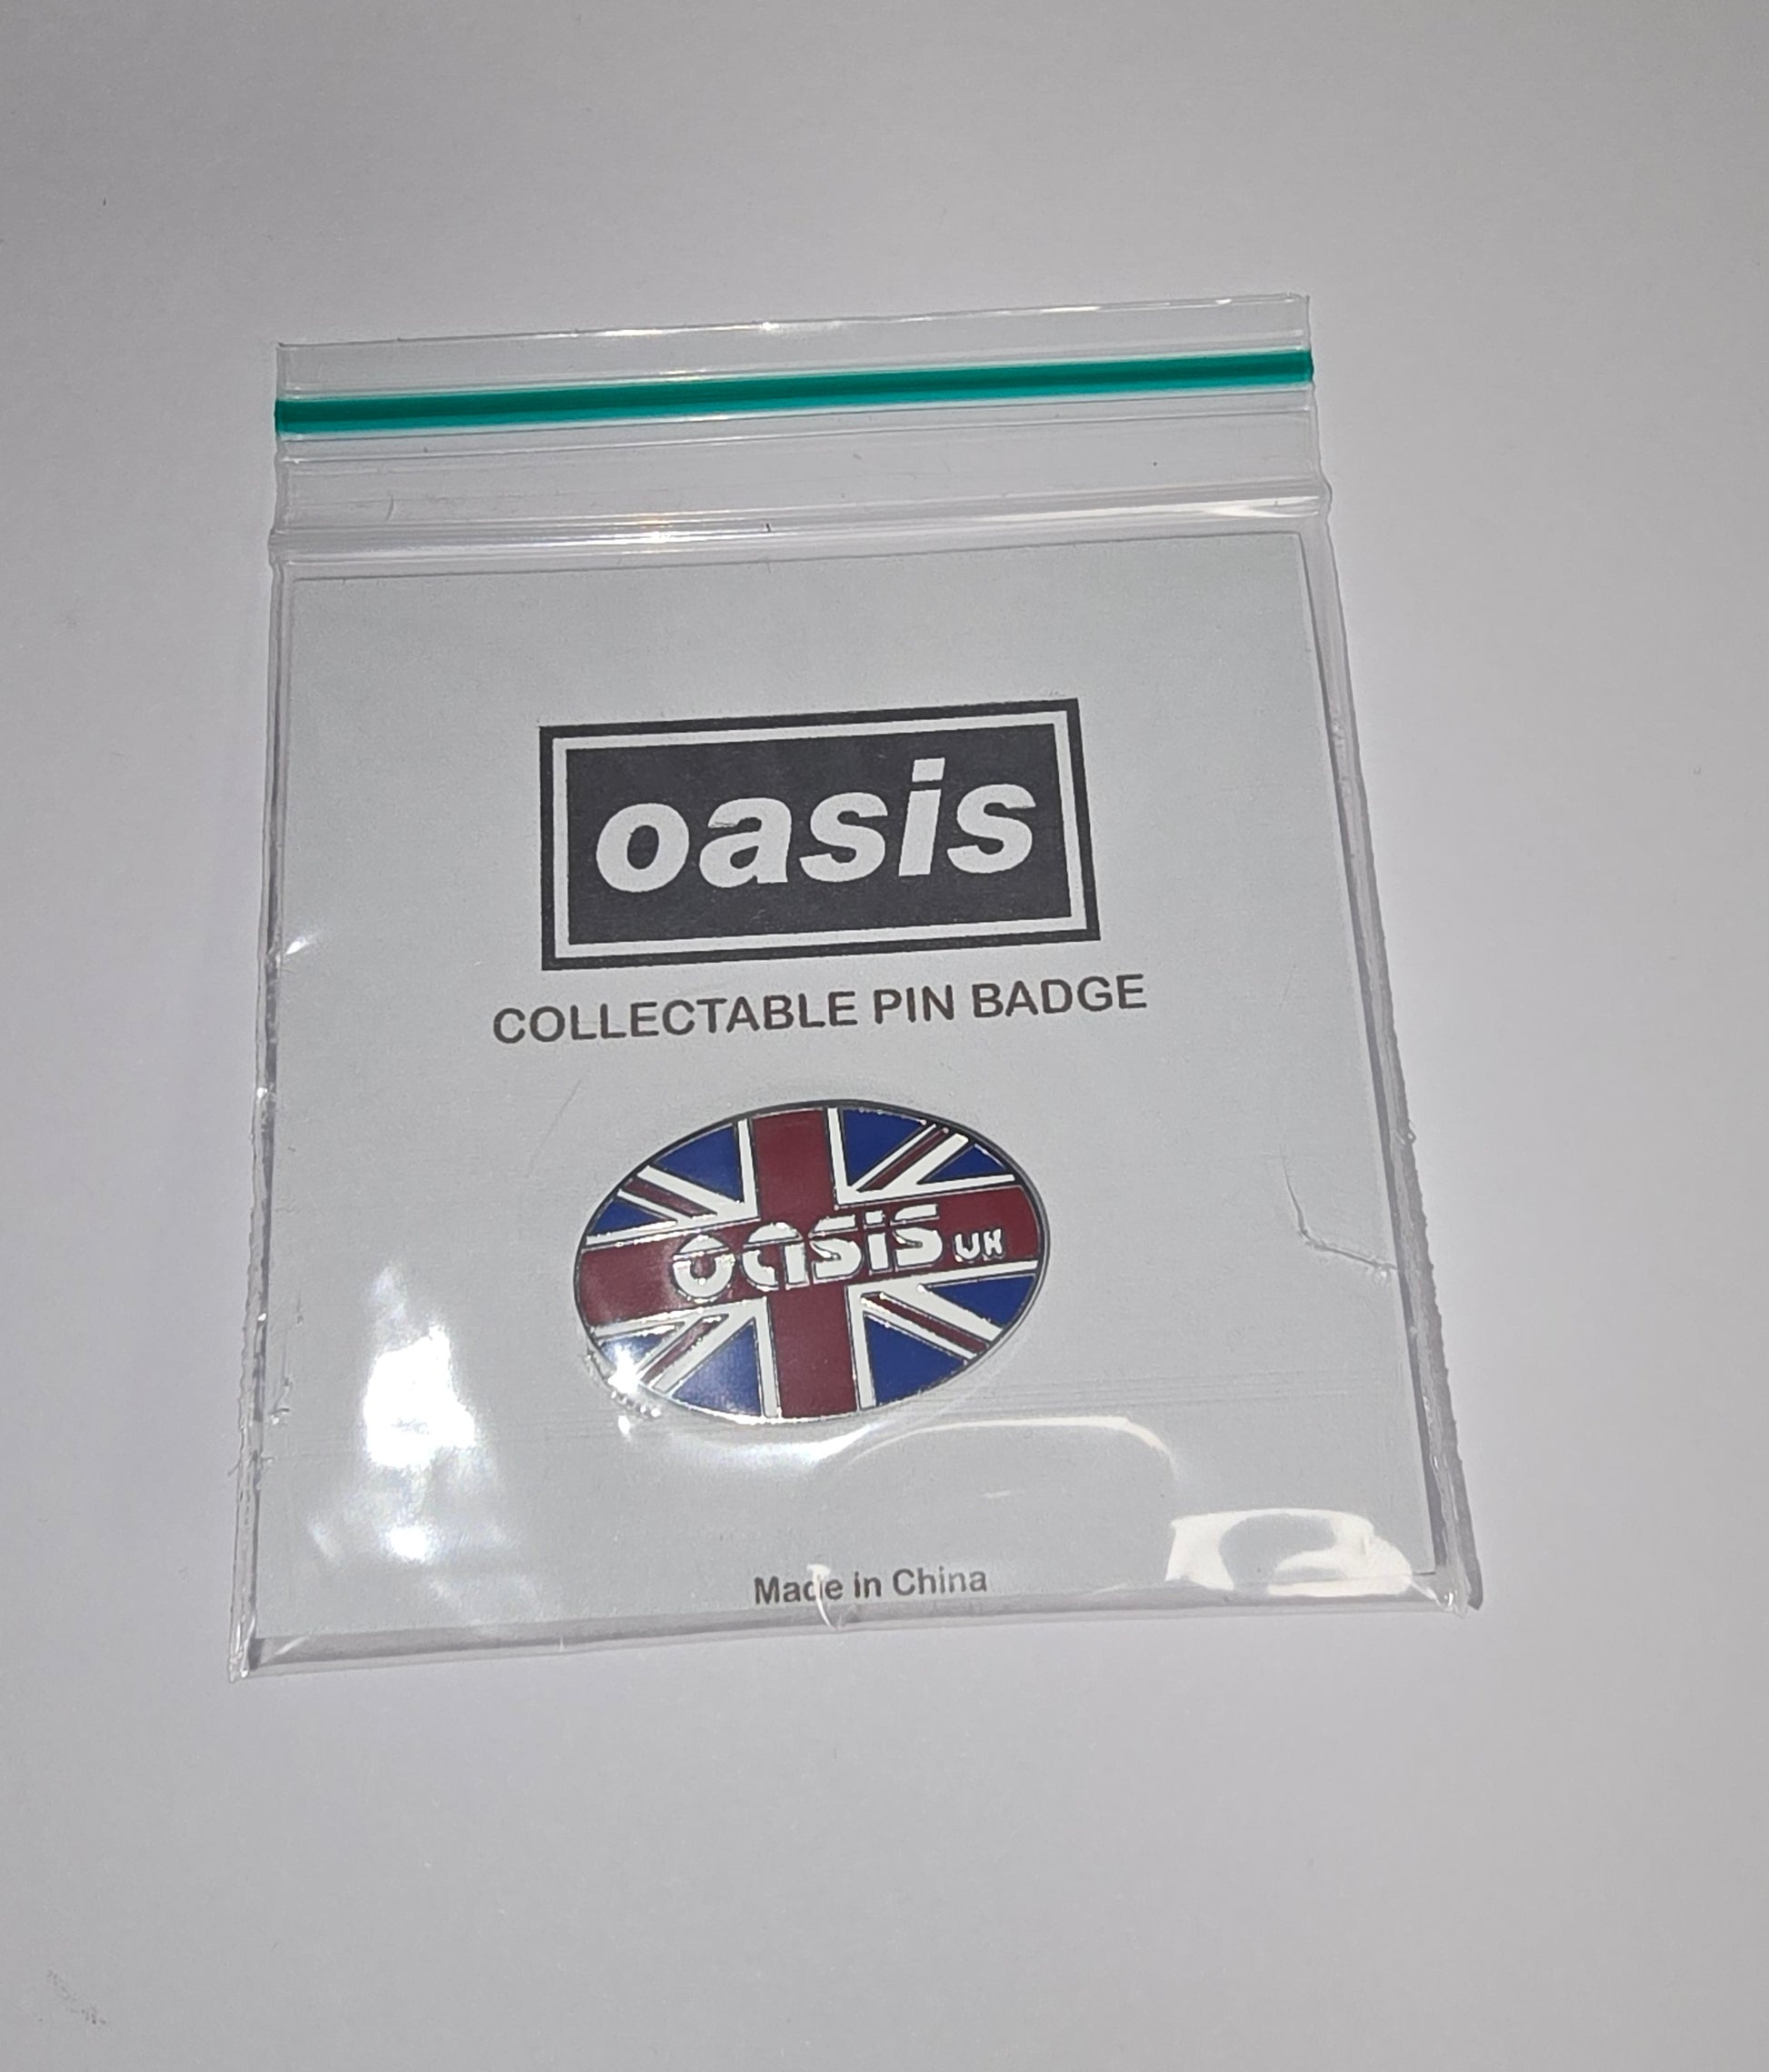 oasis
COLLECTABLE PIN BADGE
oasis UK
Made in China